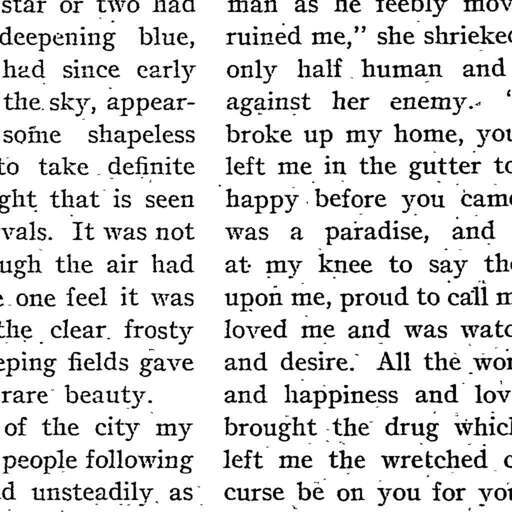 star or two had
deepening blue,
had since early
the sky, appear-
some shapeless
to take definite
ght that is seen
vals. It was not
ugh the air had
e one feel it was
the clear frosty
eping fields gave
rare beauty.
of the city my
people following
d unsteadily as
man as he feebly mov
ruined me," she shrieked
only half human and
against her enemy. "
broke up my home, you
left me in the gutter to
happy before you came
was a paradise, and
at my knee to say the
upon me, proud to call m
loved me and was watc
and desire. All the wor
and happiness and lov
brought the drug which
left me the wretched c
curse be on you for you